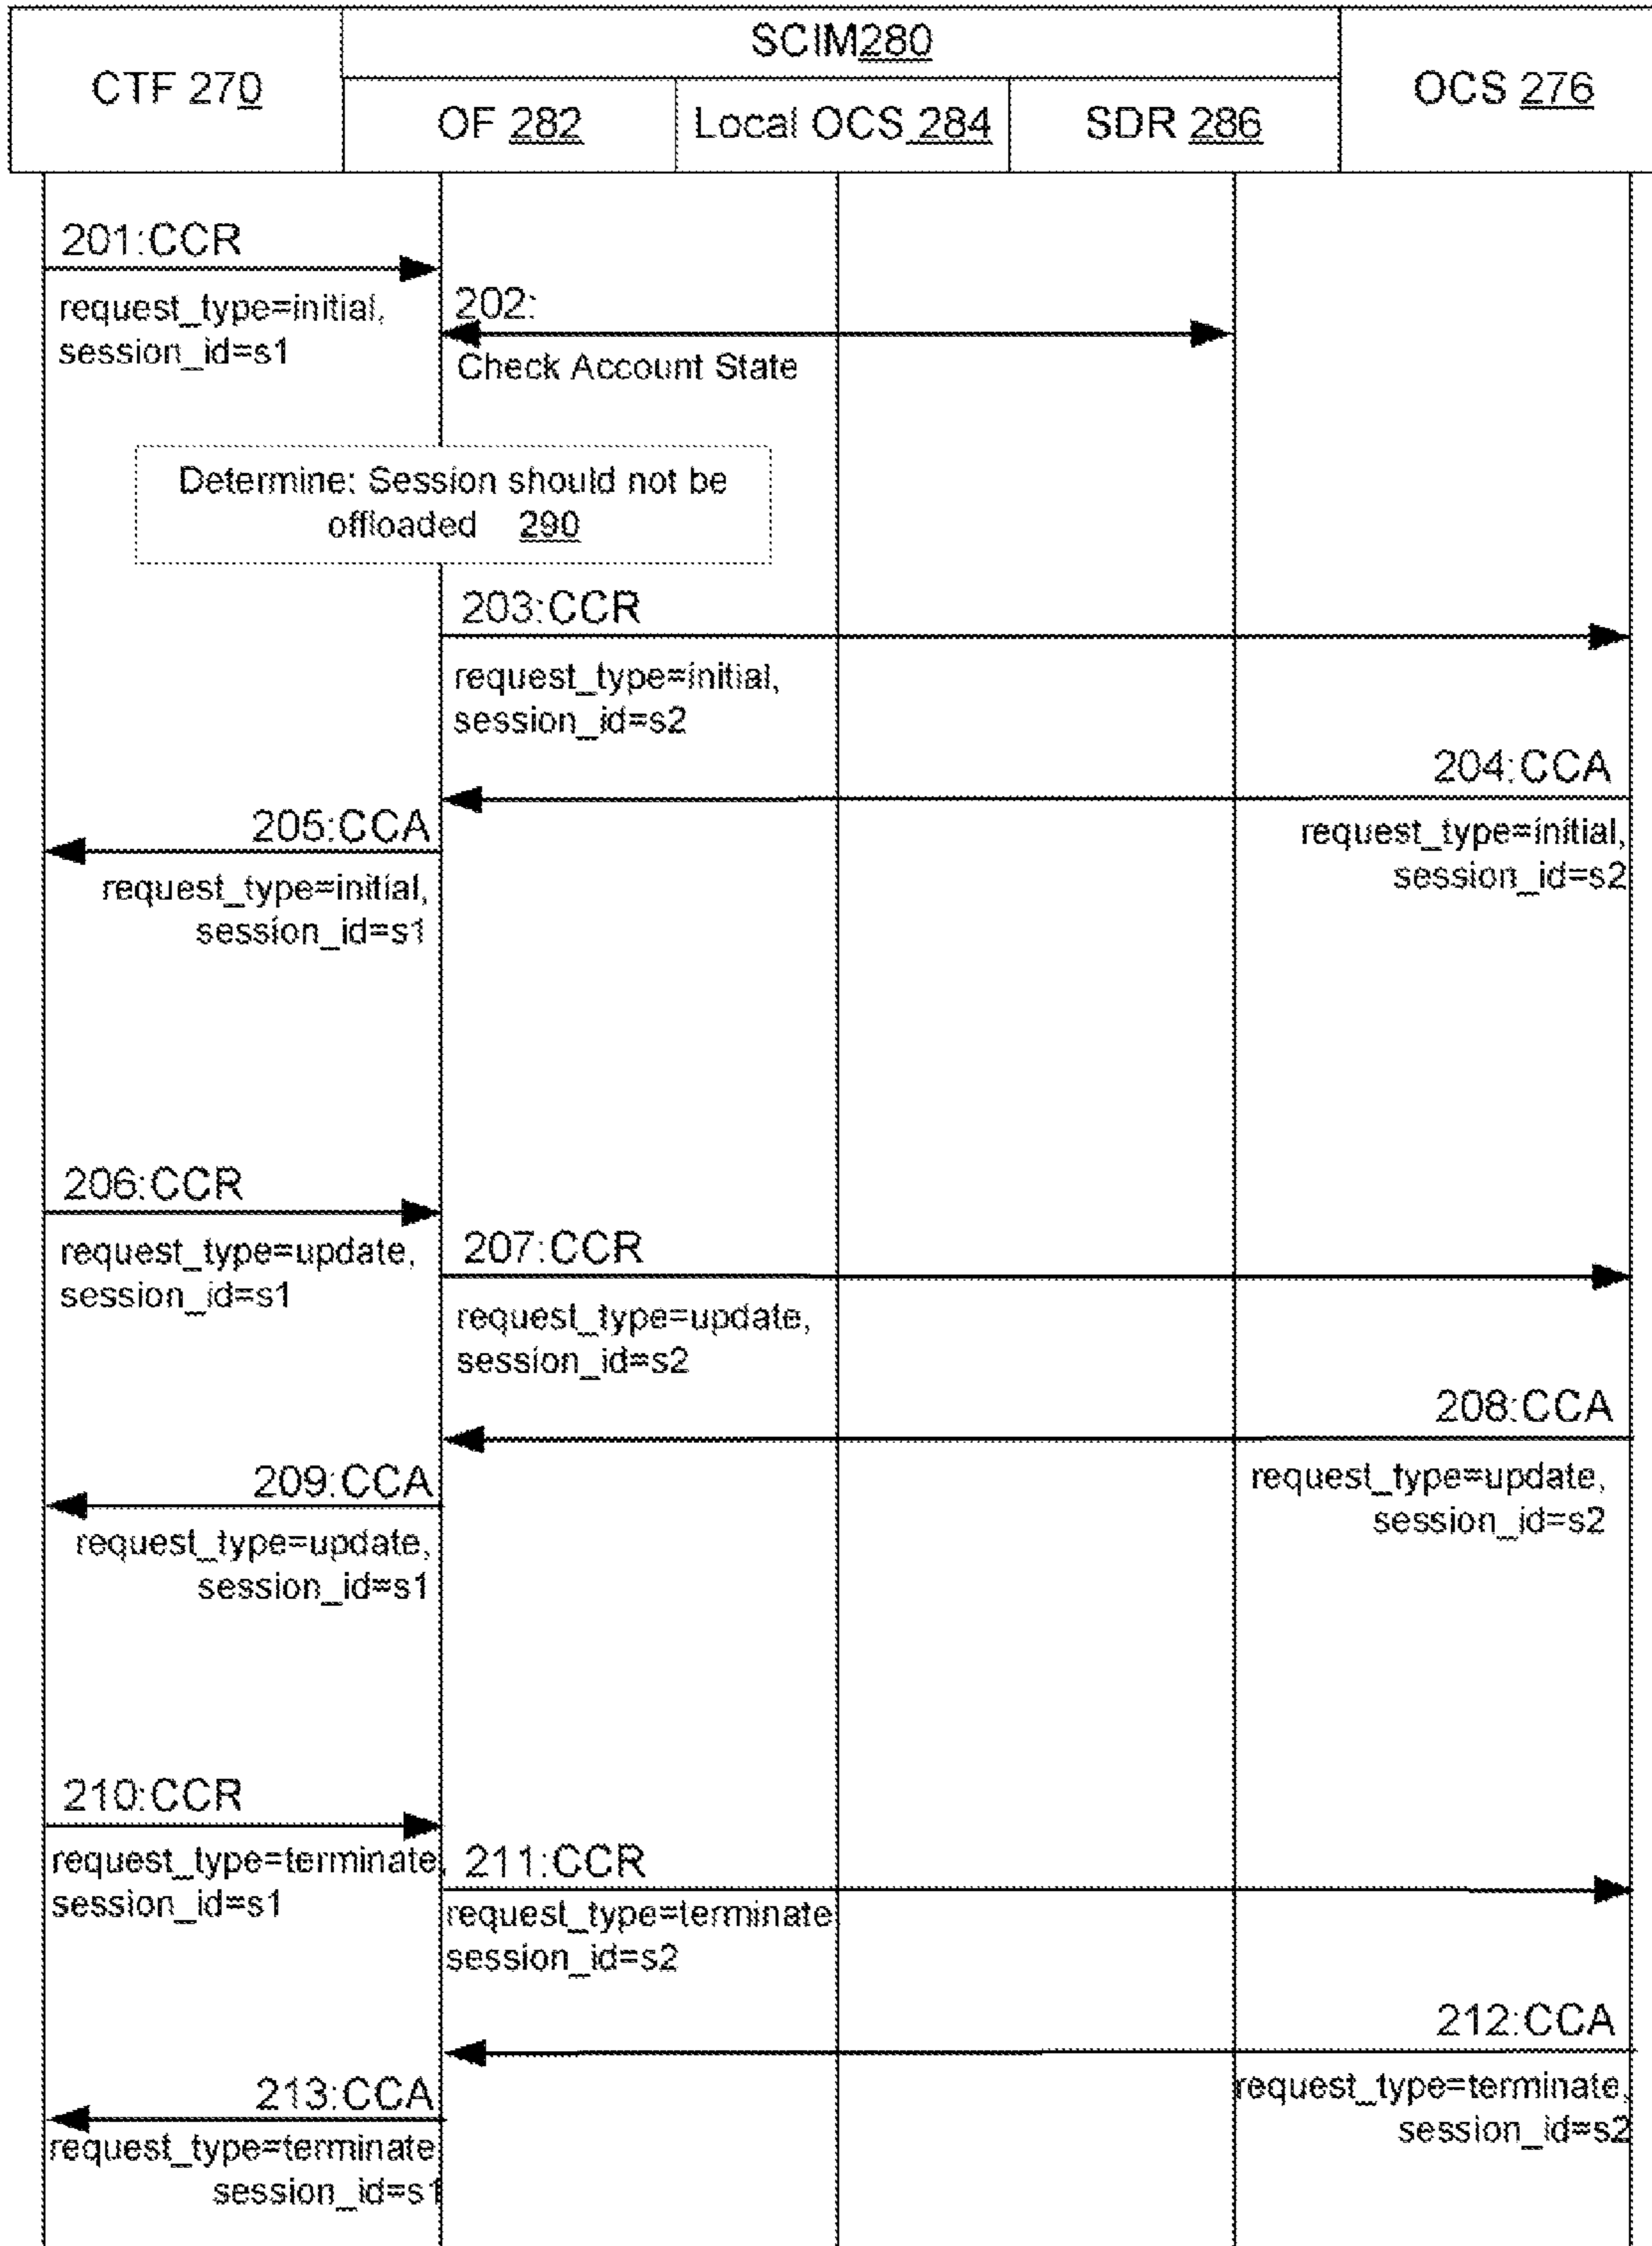 SCIM280
CTF 270
OCS 276
OF 282
Local OCS 284
SDR 286
201:CCR
request_type=initial,
session_id=s1
202:
Check Account State
Determine: Session should not be
offloaded 290
203:CCR
request_type=initial,
session_id=s2
204:CCA
request_type=initial,
session_id=s2
205:CCA
request_type=initial,
session_id=s1
206:CCR
request_type=update,
session_id=s1
207:CCR
request_type=update,
session_id=s2
208:CCA
request_type=update,
session_id=s2
209:CCA
request_type=update,
session_id=s1
210:CCR
request_type=terminate,
session_id=s1
211:CCR
request_type=terminate
session_id=s2
212:CCA
request_type=terminate,
session_id=s2
213:CCA
request_type=terminate
session_id=s1